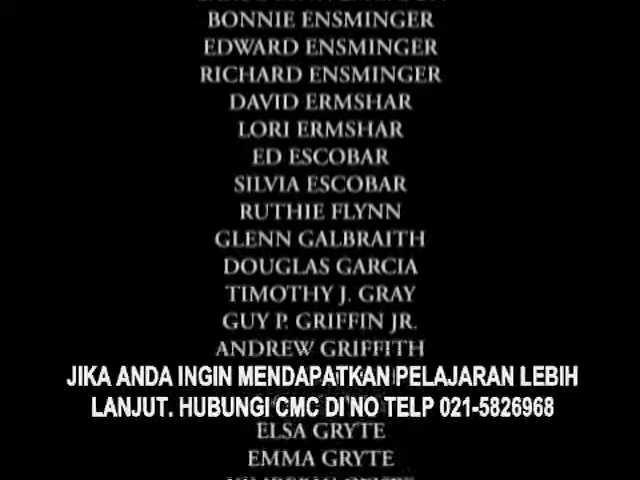 BONNIE ENSMINGER
EDWARD ENSMINGER
RICHARD ENSMINGER
DAVID ERMSHAR
LORI ERMSHAR
ED ESCOBAR
SILVIA ESCOBAR
RUTHIE FLYNN
GLENN GALBRAITH
DOUGLAS GARCIA
TIMOTHY J. GRAY
GUY P. GRIFFIN JR.
ANDREW GRIFFITH
JIKA ANDA INGIN MENDAPATKAN PELAJARAN LEBIH
LANJUT. HUBUNGI CMC DI NO TELP 021-5826968
ELSA GRYTE
EMMA GRYTE